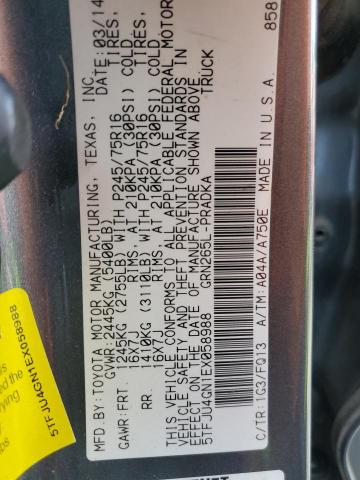 MFD.BY:TOYOTA MOTOR MANUFACTURING, TEXAS, INC. DATE: 03/14
GVWR: 2445KG (5400LB)
GAWR:FRT. 1245KG (2755LB) WITH P245/75R16 TIRES,
16X7J RIMS, AT 210KPA (30PSI) COLD
RR. 1410KG (3110LB) WITH P245/75R16 TIRES,
16X7J RIMS, AT 210KPA (30PSI) COLD
THIS VEHICLE CONFORMS TO ALL APPLICABLE FEDERAL MOTOR
VEHICLE SAFETY AND THEFT PREVENTION STANDARDS IN
EFFECT ON THE DATE OF MANUFACTURE SHOWN ABOVE.
5TFJU4GN1EX058988 TRUCK
GRN265L-PRADKA
C/TR:1G3/FQ13 A/TM:A04A/A750E
MADE IN U.S.A. 858
5TFJU4GN1EX058988